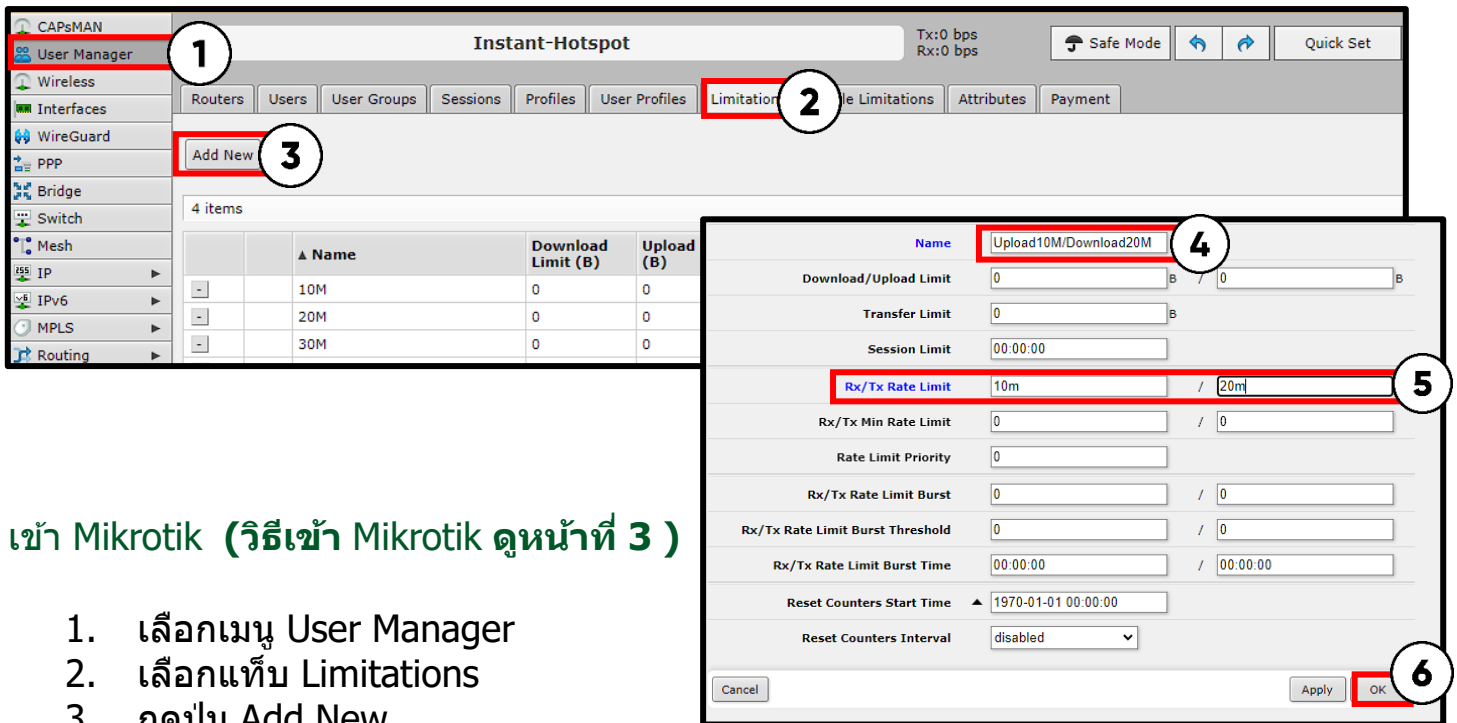 CAPsMAN
User Manager
Wireless
Interfaces
WireGuard
PPP
Bridge
Switch
Mesh
IP
IPv6
MPLS
Routing
1
Instant-Hotspot
Tx:0 bps
Rx:0 bps
Safe Mode
Quick Set
Routers Users User Groups Sessions Profiles User Profiles Limitation 2 Limitations Attributes Payment
Add New 3
4 items
▲ Name Download Limit (B) Upload (B)
- 10M 0 0
- 20M 0 0
- 30M 0 0
Name Upload10M/Download20M 4
Download/Upload Limit 0 B / 0 B
Transfer Limit 0 B
Session Limit 00:00:00
Rx/Tx Rate Limit 10m / 20m 5
Rx/Tx Min Rate Limit 0 / 0
Rate Limit Priority 0
Rx/Tx Rate Limit Burst 0 / 0
Rx/Tx Rate Limit Burst Threshold 0 / 0
Rx/Tx Rate Limit Burst Time 00:00:00 / 00:00:00
Reset Counters Start Time ▲ 1970-01-01 00:00:00
Reset Counters Interval disabled
Cancel Apply OK 6
เข้า Mikrotik (วิธีเข้า Mikrotik ดูหน้าที่ 3 )
1. เลือกเมนู User Manager
2. เลือกแท็บ Limitations
3. กดปุ่ม Add New